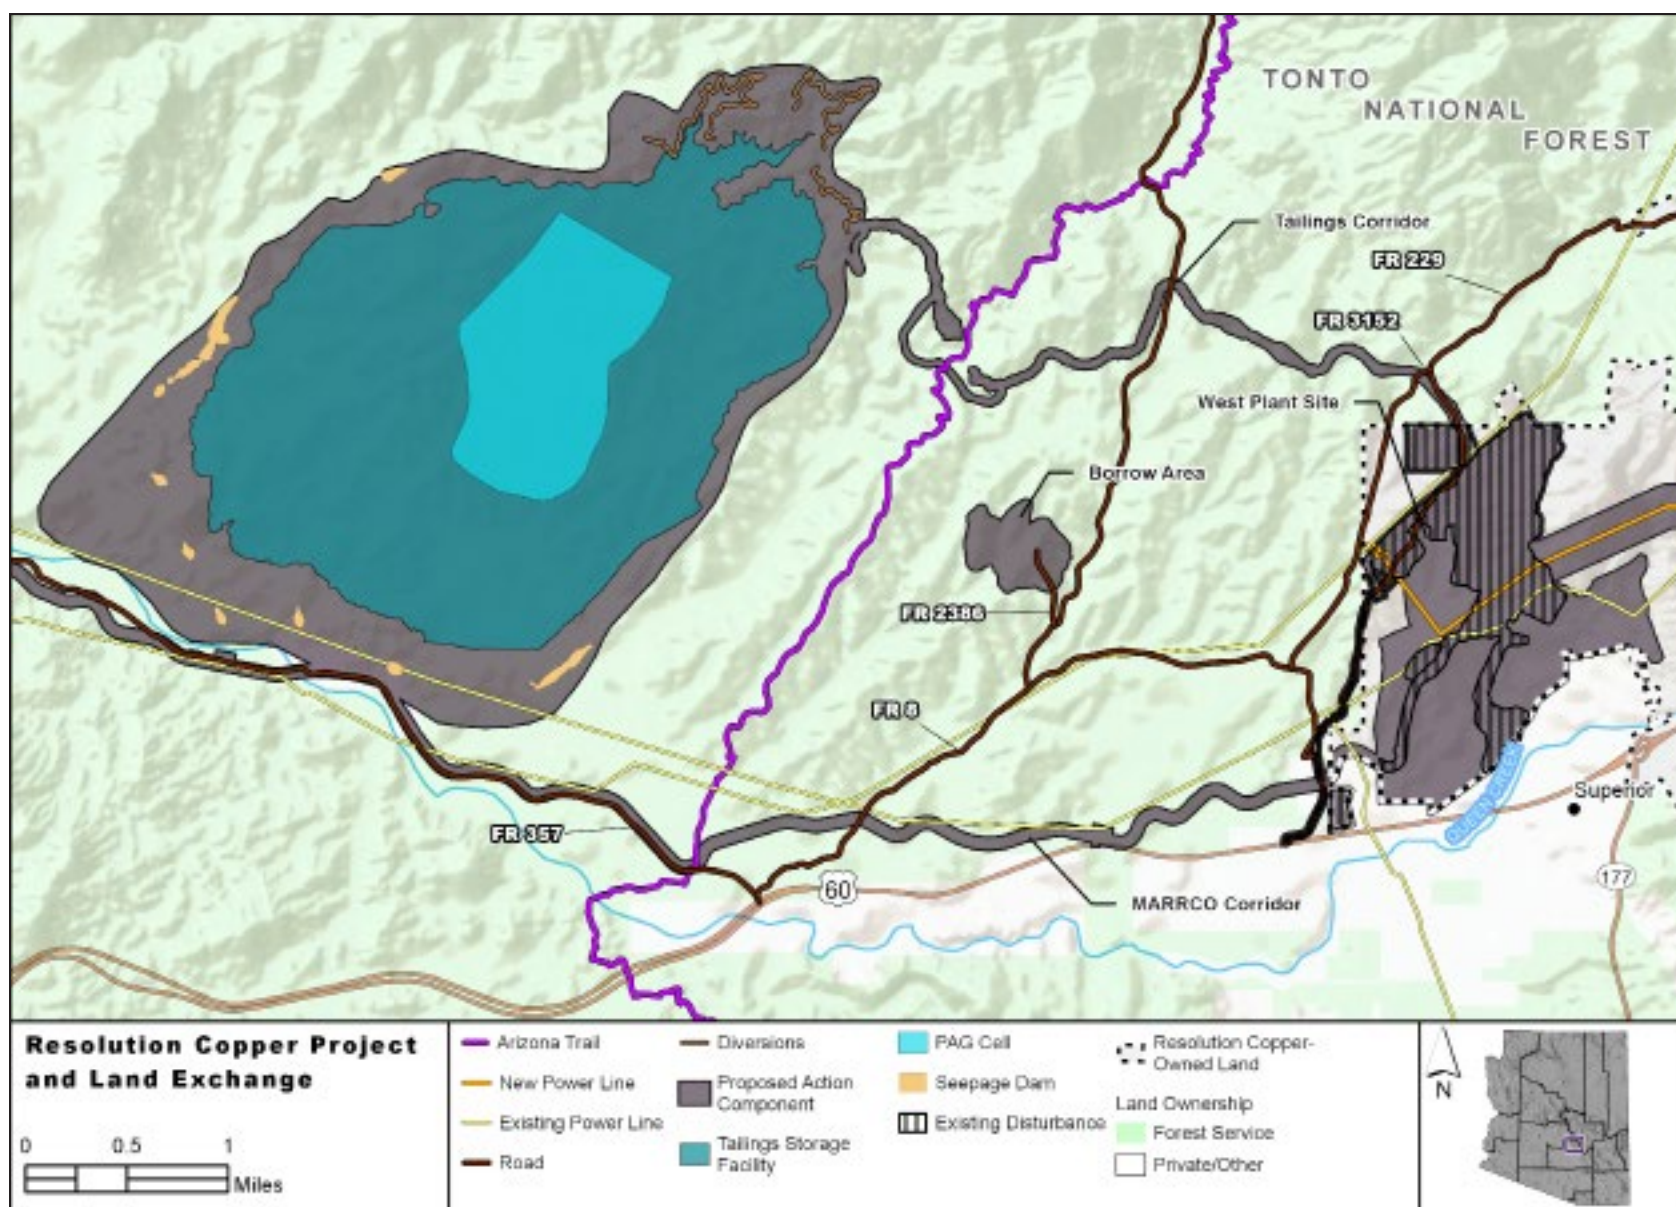 TONTO
NATIONAL
FOREST
Tailings Corridor
FR 229
FR 3152
West Plant Site
Borrow Area
FR 2386
FR 8
FR 357
QUEEN CREEK
Superior
60
177
MARRCO Corridor
Resolution Copper Project
and Land Exchange
0 0.5 1
Miles
Arizona Trail
New Power Line
Existing Power Line
Road
Diversions
Proposed Action
Component
Tailings Storage
Facility
PAG Cell
Seepage Dam
Existing Disturbance
Resolution Copper-
Owned Land
Land Ownership
Forest Service
Private/Other
N